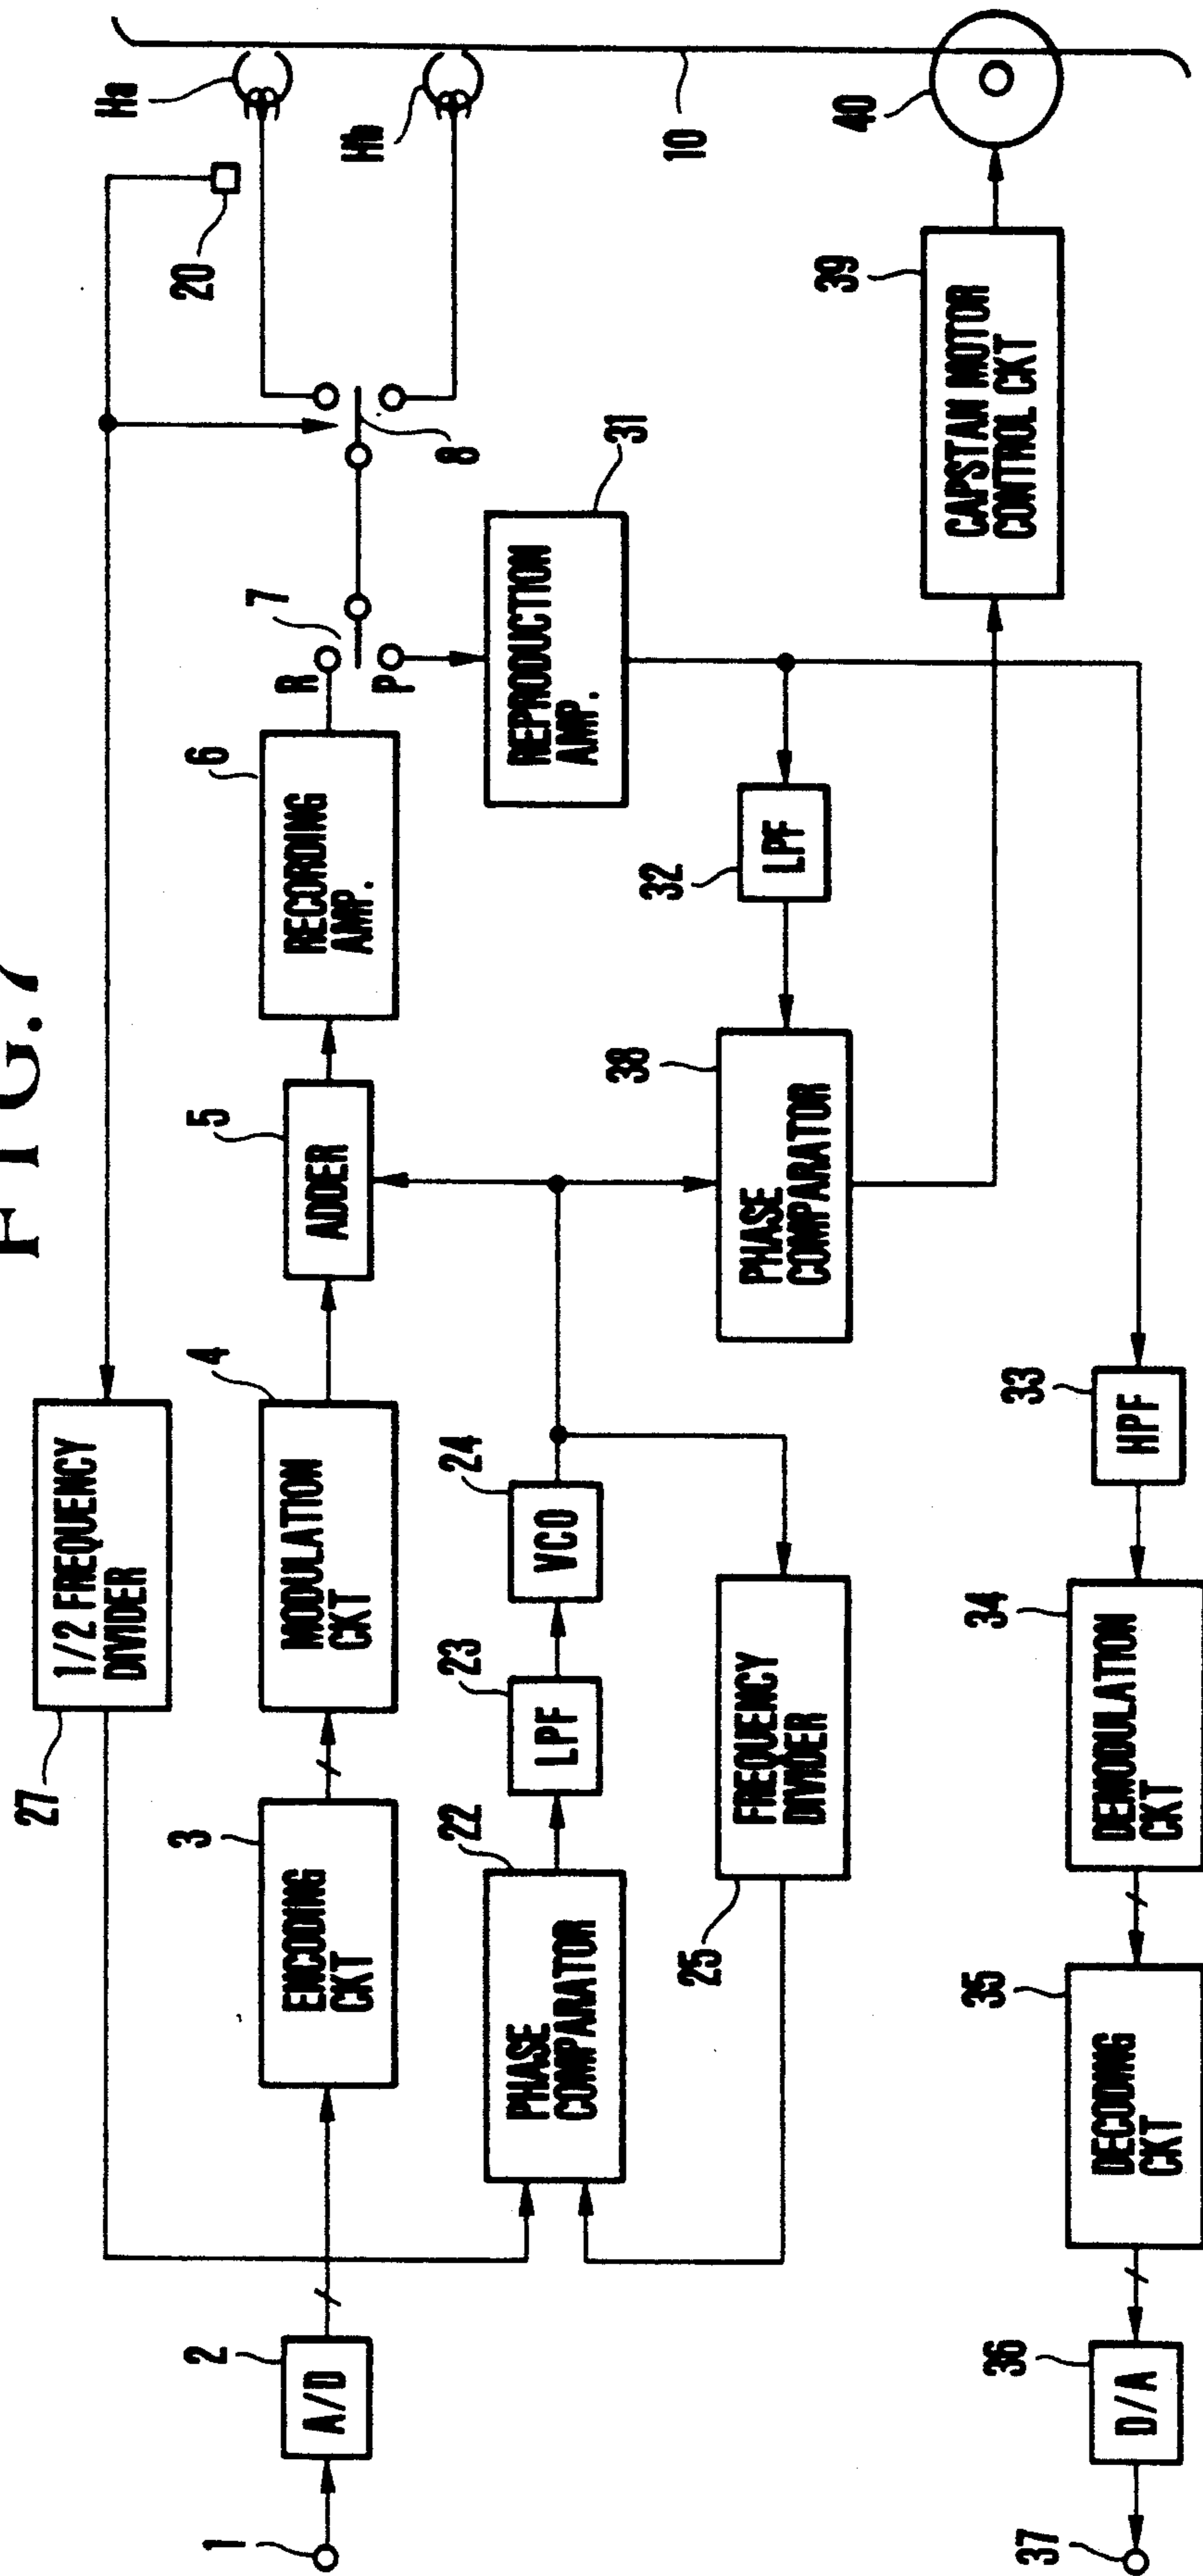 FIG.7
1/2 FREQUENCY
DIVIDER
27
20
Ha
Hb
1
2
A/D
3
ENCODING
CKT
4
MODULATION
CKT
5
ADDER
6
RECORDING
AMP.
R
7
P
8
10
22
PHASE
COMPARATOR
23
LPF
24
VCO
25
FREQUENCY
DIVIDER
31
REPRODUCTION
AMP.
32
LPF
38
PHASE
COMPARATOR
39
CAPSTAN MOTOR
CONTROL CKT
40
33
HPF
34
DEMODULATION
CKT
35
DECODING
CKT
36
D/A
37